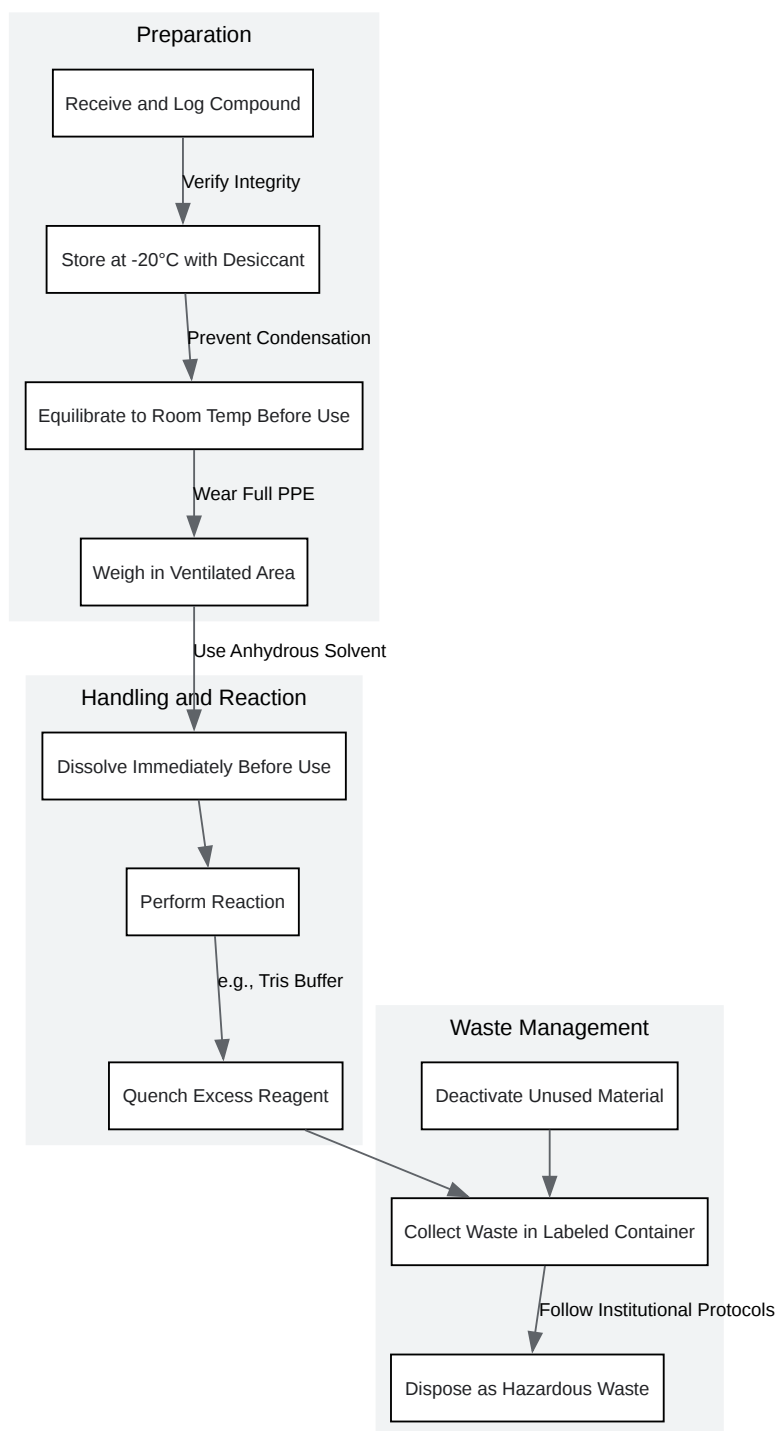 Preparation
Receive and Log Compound
Verify Integrity
Store at -20°C with Desiccant
Prevent Condensation
Equilibrate to Room Temp Before Use
Wear Full PPE
Weigh in Ventilated Area
Use Anhydrous Solvent
Handling and Reaction
Dissolve Immediately Before Use
Perform Reaction
e.g., Tris Buffer
Quench Excess Reagent
Waste Management
Deactivate Unused Material
Collect Waste in Labeled Container
Follow Institutional Protocols
Dispose as Hazardous Waste